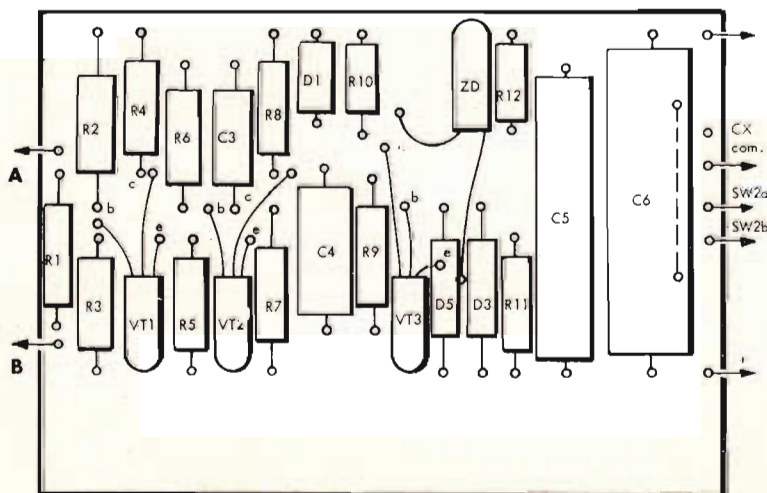 ZD
D1
R10
R12
R4
R2
R6
C3
R8
CX
com.
A
c
SW2a
b
b
c
b
C6
C5
SW2b
e
e
C4
R9
R1
e
R3
R7
VT1
R5
VT2
VT3
D5
D3
R11
B